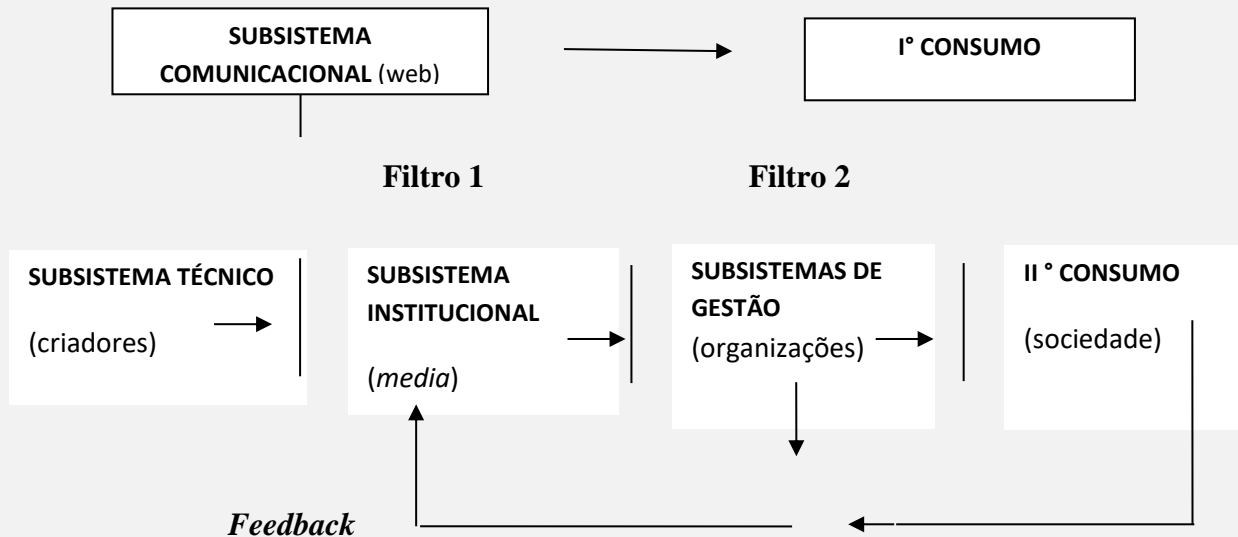 SUBSISTEMA
COMUNICACIONAL (web)
I° CONSUMO
Filtro 1
Filtro 2
SUBSISTEMA TÉCNICO
(criadores)
SUBSISTEMA
INSTITUCIONAL
(media)
SUBSISTEMAS DE
GESTÃO
(organizações)
II ° CONSUMO
(sociedade)
Feedback